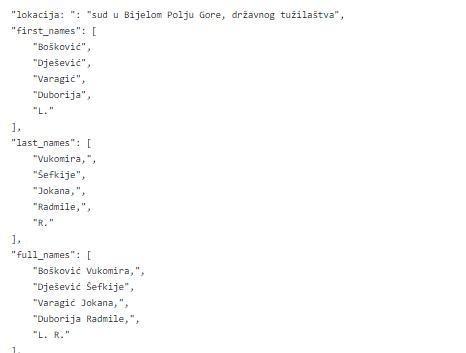 "lokacija: ": "sud u Bijelom Polju Gore, državnog tužilaštva",
"first_names": [
"Bošković",
"Dješević",
"Varagić",
"Duborija",
"L."
],
"last_names": [
"Vukomira,",
"Šefkije",
"Jokana,",
"Radmile,",
"R."
],
"full_names": [
"Bošković Vukomira,",
"Dješević Šefkije",
"Varagić Jokana,",
"Duborija Radmile,",
"L. R."
],